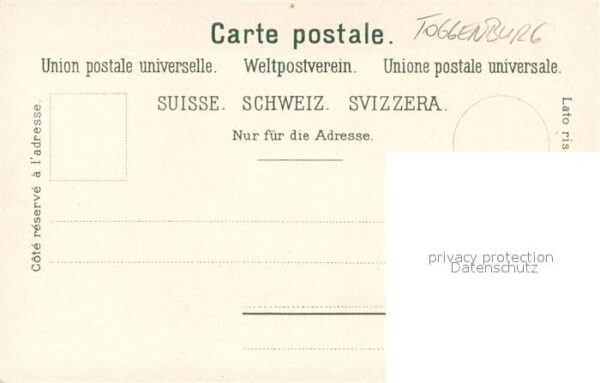 Carte postale. TOGGENBURG
Union postale universelle. Weltpostverein. Unione postale universale.
SUISSE. SCHWEIZ. SVIZZERA.
Nur für die Adresse.
Côté réservé à l'adresse.
Lato ris
privacy protection
Datenschutz